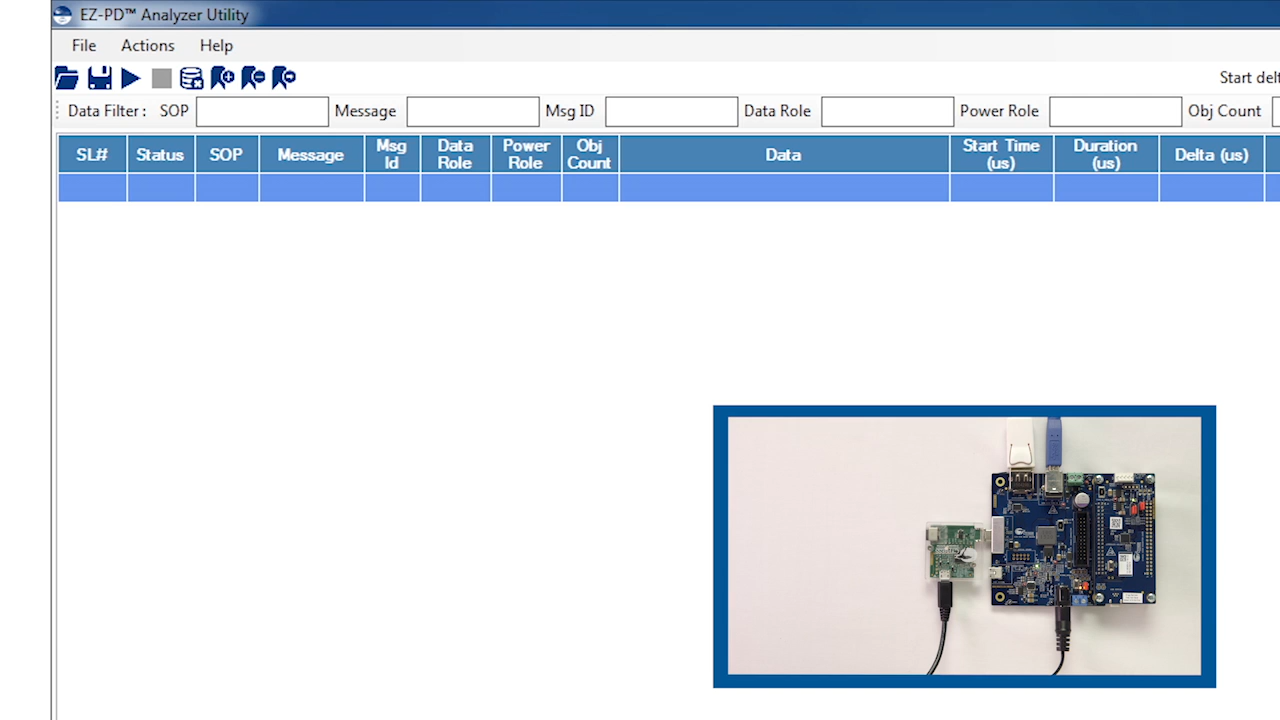 EZ-PD™ Analyzer Utility
File Actions Help
Start delt
Data Filter : SOP Message Msg ID Data Role Power Role Obj Count
SL# Status SOP Message Msg Id Data Role Power Role Obj Count Data Start Time (us) Duration (us) Delta (us)